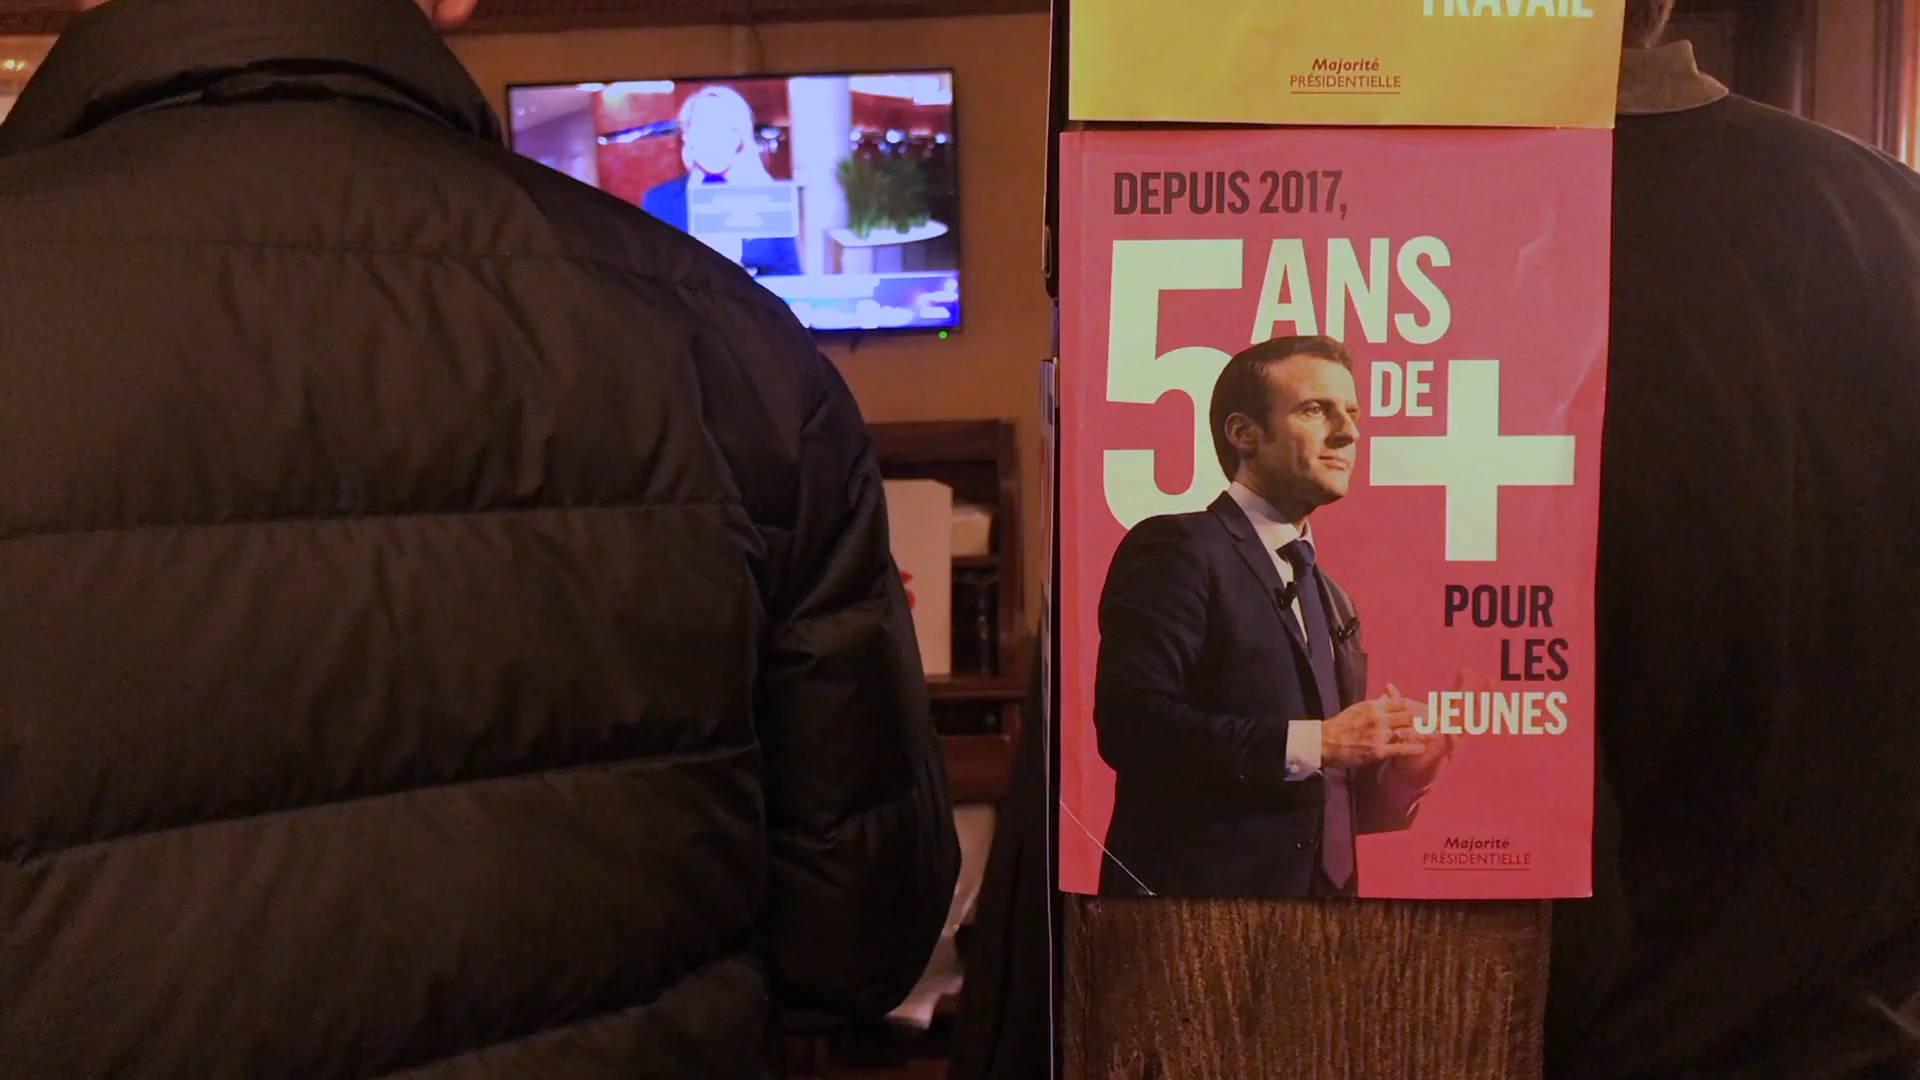 TRAVAIL
Majorité
PRÉSIDENTIELLE
DEPUIS 2017,
5 ANS
DE +
POUR
LES
JEUNES
Majorité
PRÉSIDENTIELLE